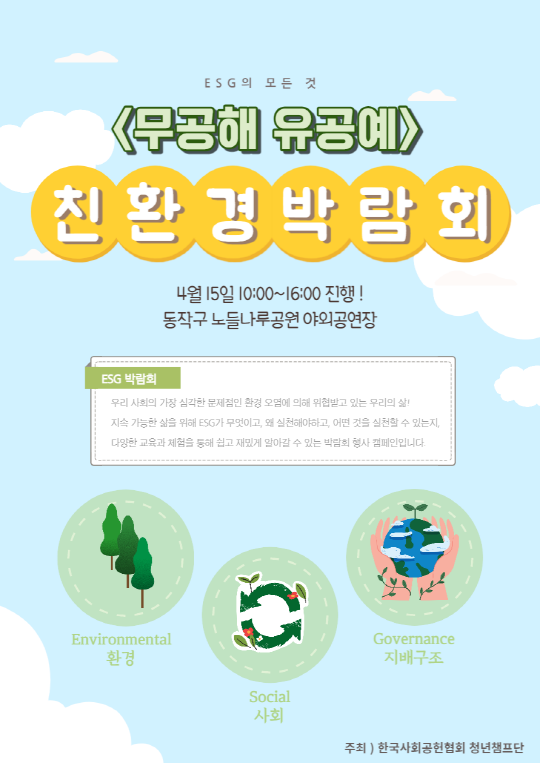 ESG의 모든 것
<무공해 유공예>
친환경박람회
4월 15일 10:00~16:00 진행 !
동작구 노들나루공원 야외공연장
ESG 박람회
우리 사회의 가장 심각한 문제점인 환경 오염에 의해 위협받고 있는 우리의 삶!
지속 가능한 삶을 위해 ESG가 무엇이고, 왜 실천해야하고, 어떤 것을 실천할 수 있는지,
다양한 교육과 체험을 통해 쉽고 재밌게 알아갈 수 있는 박람회 행사 캠페인입니다.
Environmental
환경
Social
사회
Governance
지배구조
주최 ) 한국사회공헌협회 청년챔프단